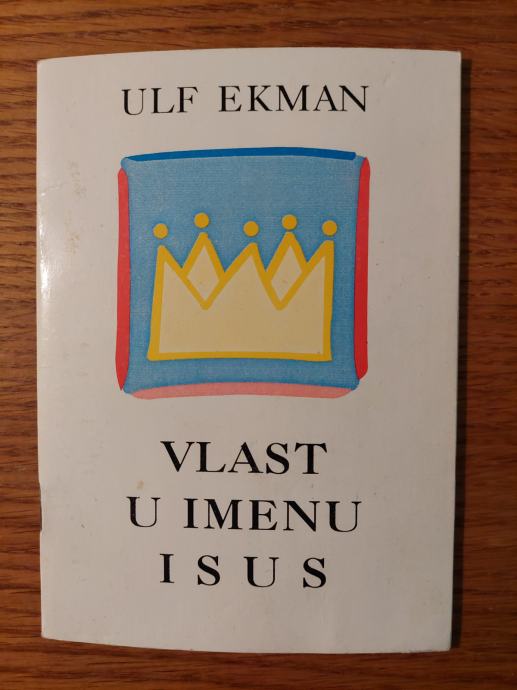 ULF EKMAN
VLAST
U IMENU
ISUS